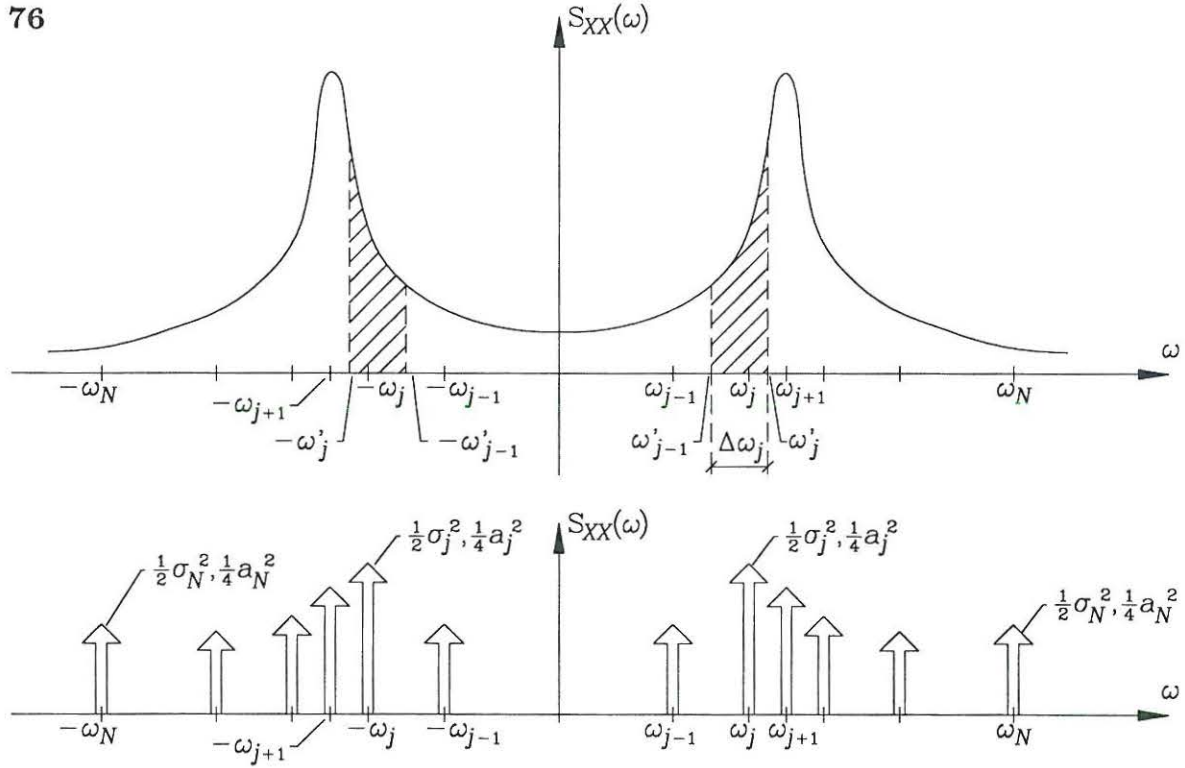 76
S_XX(ω)
ω
−ω_N
−ω_{j+1}
−ω_j
−ω_{j−1}
ω_{j−1}
ω_j
ω_{j+1}
ω_N
−ω'_j
−ω'_{j−1}
ω'_{j−1}
Δω_j
ω'_j
S_XX(ω)
½σ_j², ¼a_j²
½σ_j², ¼a_j²
½σ_N², ¼a_N²
½σ_N², ¼a_N²
ω
−ω_N
−ω_{j+1}
−ω_j
−ω_{j−1}
ω_{j−1}
ω_j
ω_{j+1}
ω_N